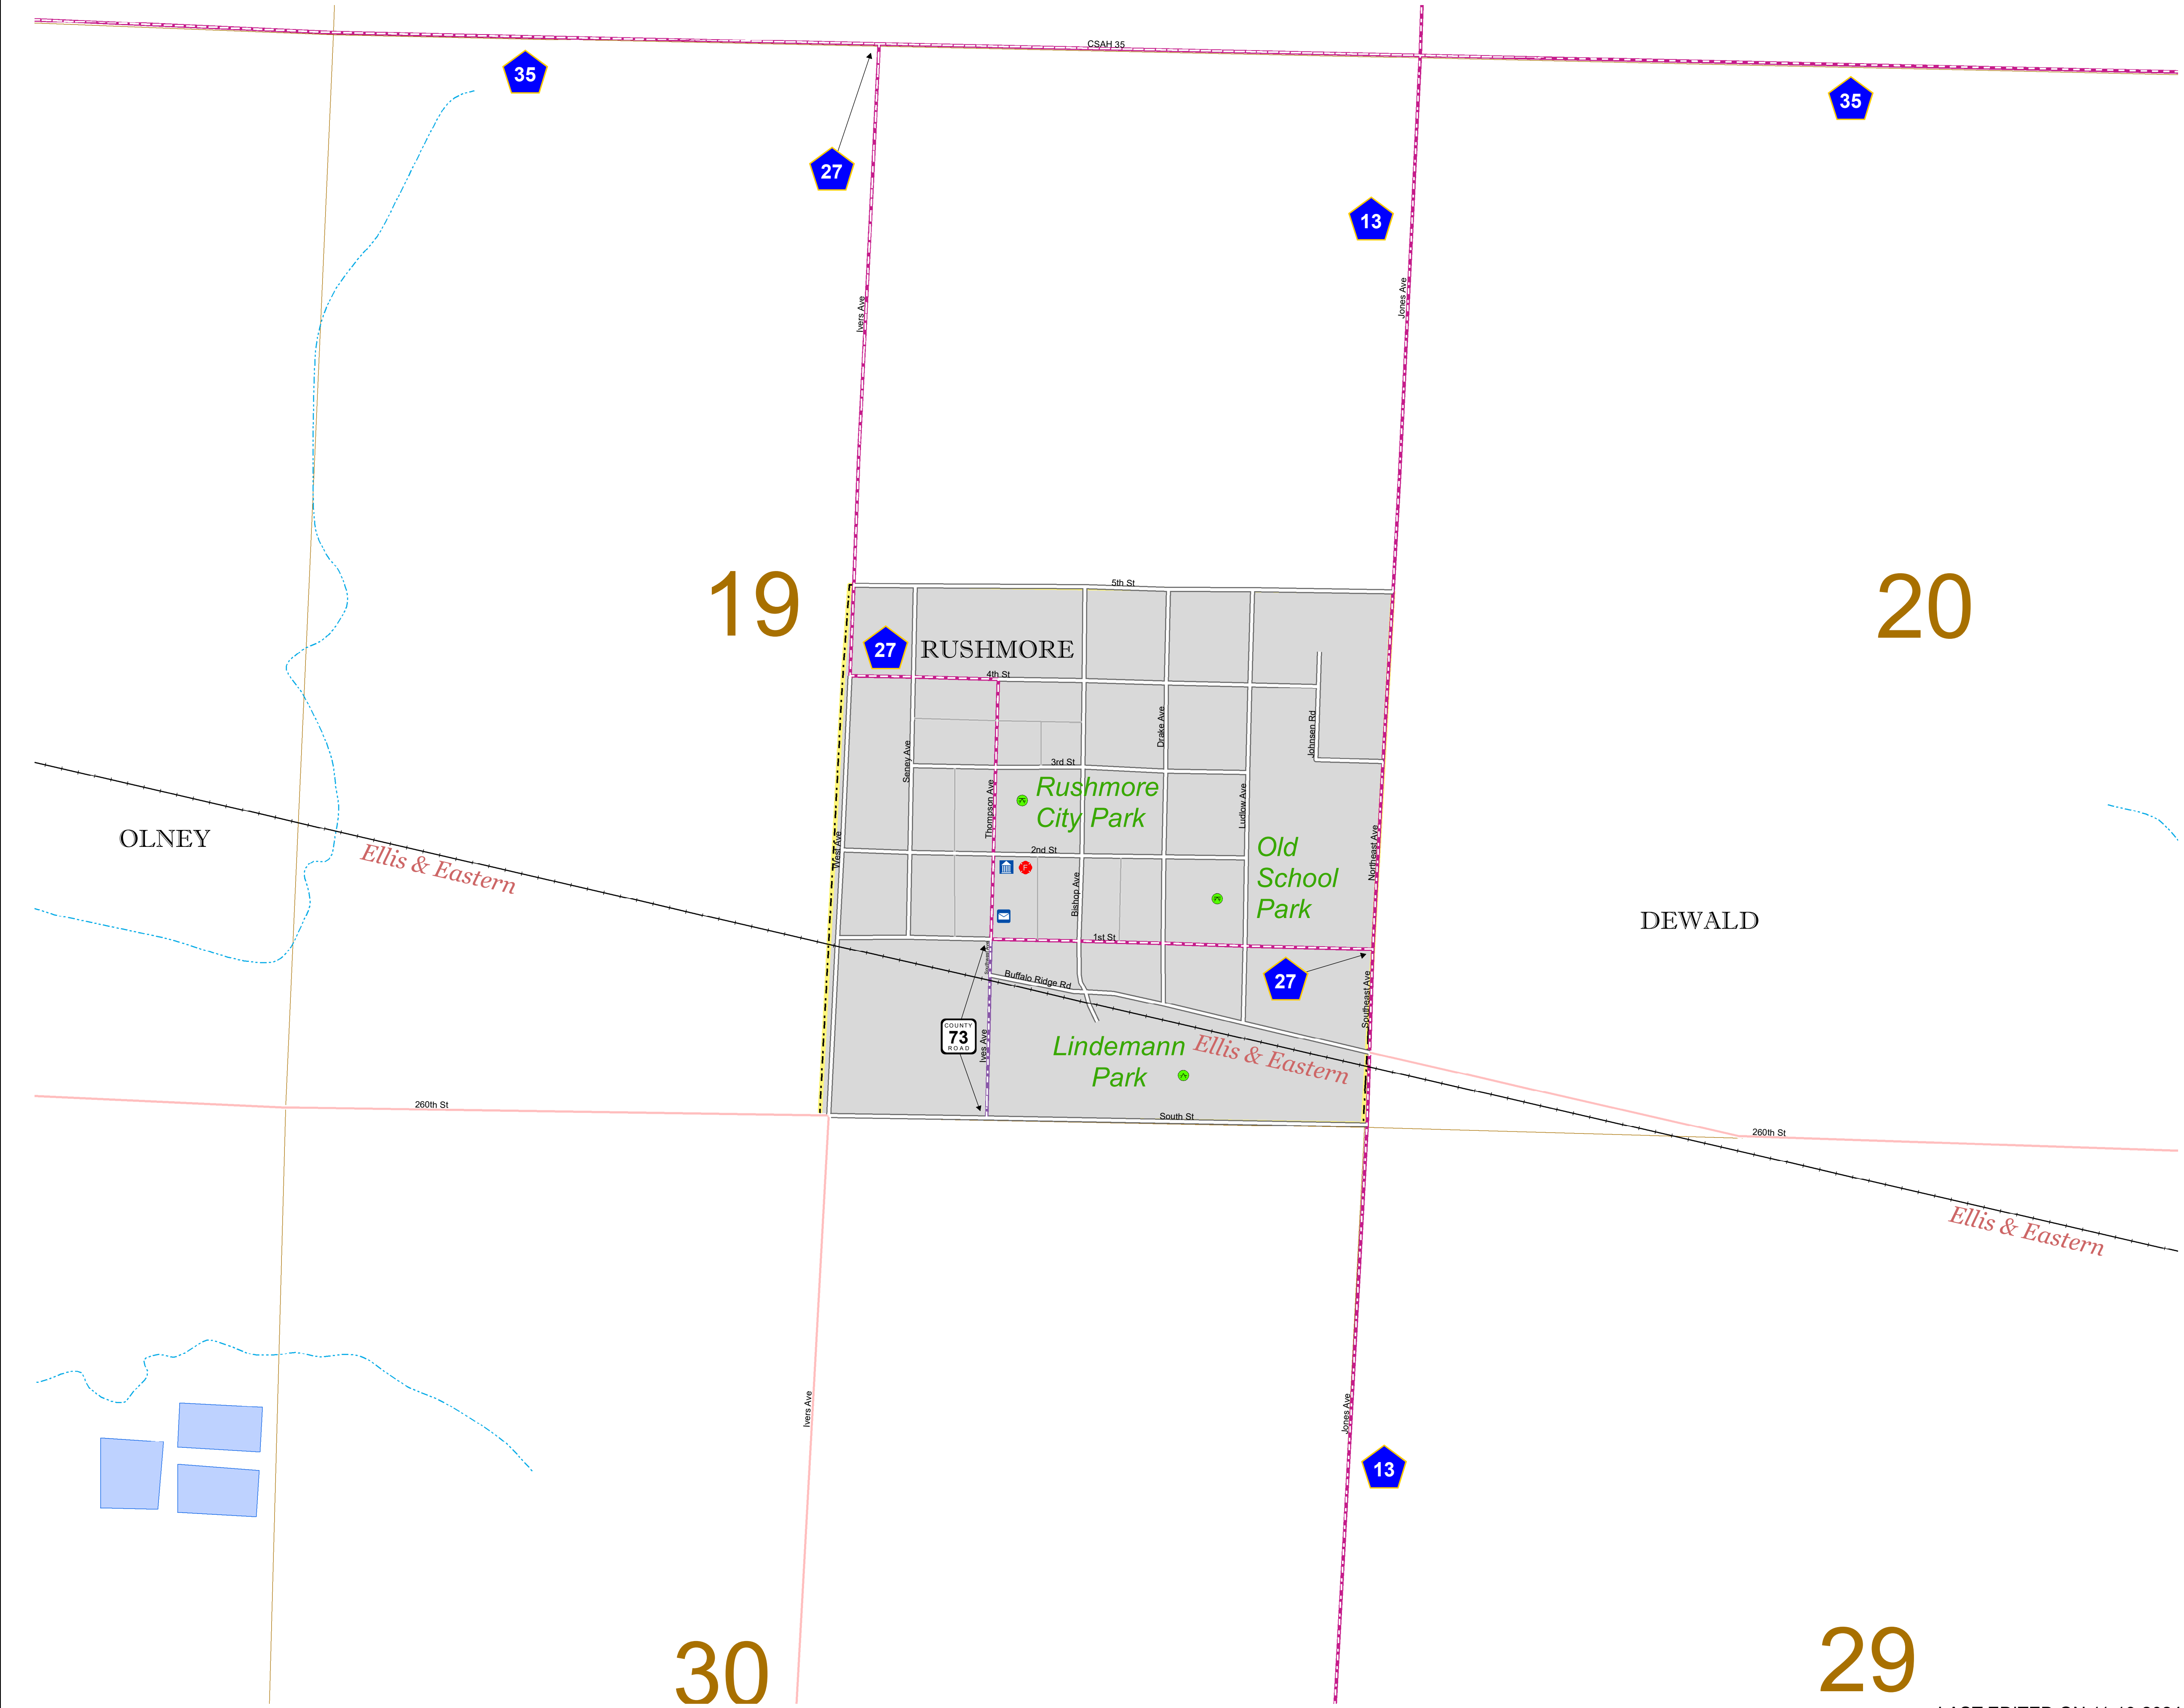 CSAH 35
35
35
27
13
Ivers Ave
Jones Ave
5th St
19
20
27
RUSHMORE
4th St
Drake Ave
Johnsen Rd
Seney Ave
3rd St
Rushmore
City Park
Thompson Ave
Ludlow Ave
OLNEY
Ellis & Eastern
West Ave
2nd St
Old
School
Park
Northeast Ave
Bishop Ave
DEWALD
1st St
Buffalo Ridge Rd
27
Southeast Ave
COUNTY
73
ROAD
Ives Ave
Lindemann
Park
Ellis & Eastern
260th St
South St
260th St
Ellis & Eastern
Ivers Ave
Jones Ave
13
30
29